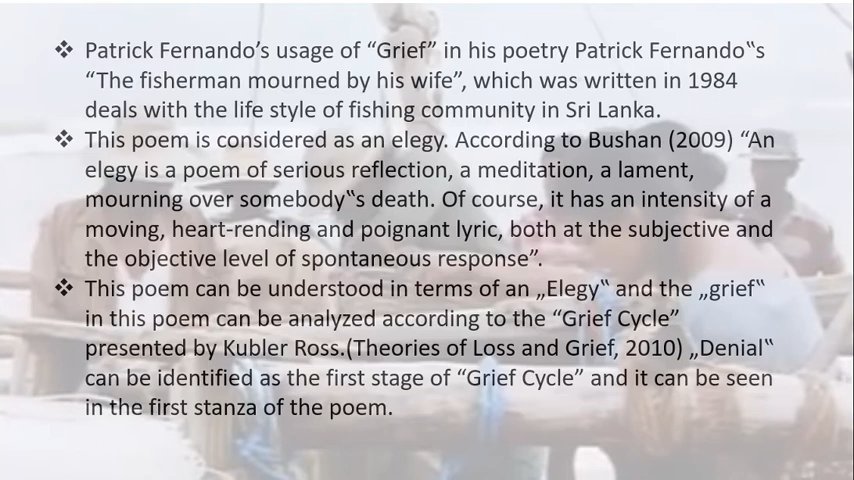 ❖ Patrick Fernando’s usage of “Grief” in his poetry Patrick Fernando‟s
“The fisherman mourned by his wife”, which was written in 1984
deals with the life style of fishing community in Sri Lanka.
❖ This poem is considered as an elegy. According to Bushan (2009) “An
elegy is a poem of serious reflection, a meditation, a lament,
mourning over somebody‟s death. Of course, it has an intensity of a
moving, heart-rending and poignant lyric, both at the subjective and
the objective level of spontaneous response”.
❖ This poem can be understood in terms of an „Elegy‟ and the „grief‟
in this poem can be analyzed according to the “Grief Cycle”
presented by Kubler Ross.(Theories of Loss and Grief, 2010) „Denial‟
can be identified as the first stage of “Grief Cycle” and it can be seen
in the first stanza of the poem.